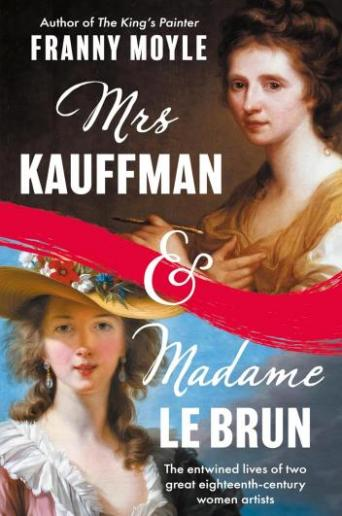 Author of The King's Painter
FRANNY MOYLE
Mrs
KAUFFMAN
&
Madame
LE BRUN
The entwined lives of two
great eighteenth-century
women artists